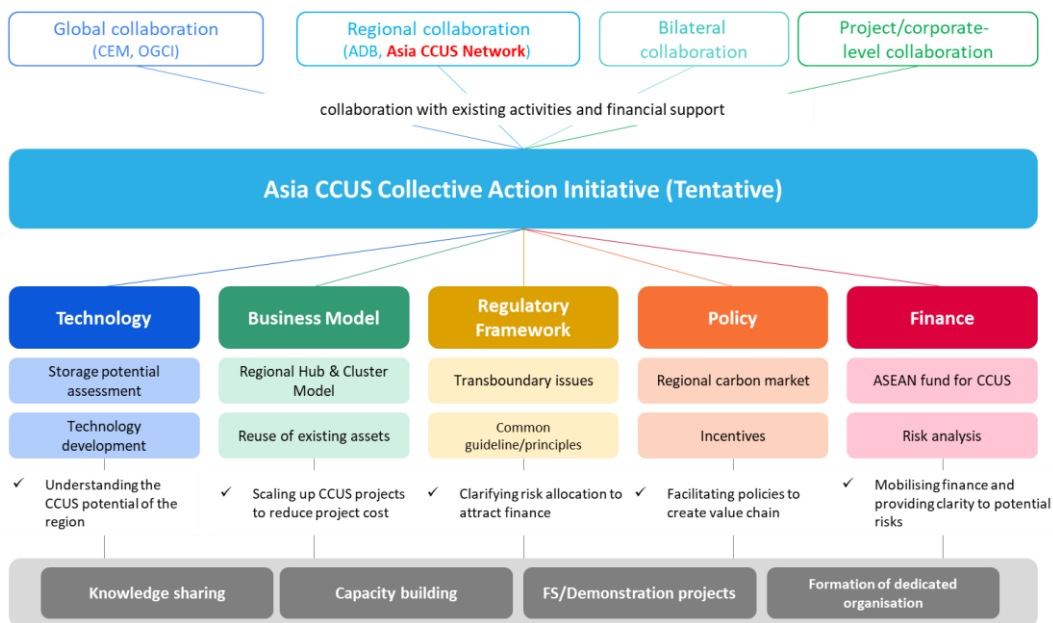 Global collaboration
(CEM, OGCI)
Regional collaboration
(ADB, Asia CCUS Network)
Bilateral
collaboration
Project/corporate-
level collaboration
collaboration with existing activities and financial support
Asia CCUS Collective Action Initiative (Tentative)
Technology
Business Model
Regulatory
Framework
Policy
Finance
Storage potential
assessment
Regional Hub & Cluster
Model
Transboundary issues
Regional carbon market
ASEAN fund for CCUS
Technology
development
Reuse of existing assets
Common
guideline/principles
Incentives
Risk analysis
✓ Understanding the
CCUS potential of the
region
✓ Scaling up CCUS projects
to reduce project cost
✓ Clarifying risk allocation to
attract finance
✓ Facilitating policies to
create value chain
✓ Mobilising finance and
providing clarity to potential
risks
Knowledge sharing
Capacity building
FS/Demonstration projects
Formation of dedicated
organisation